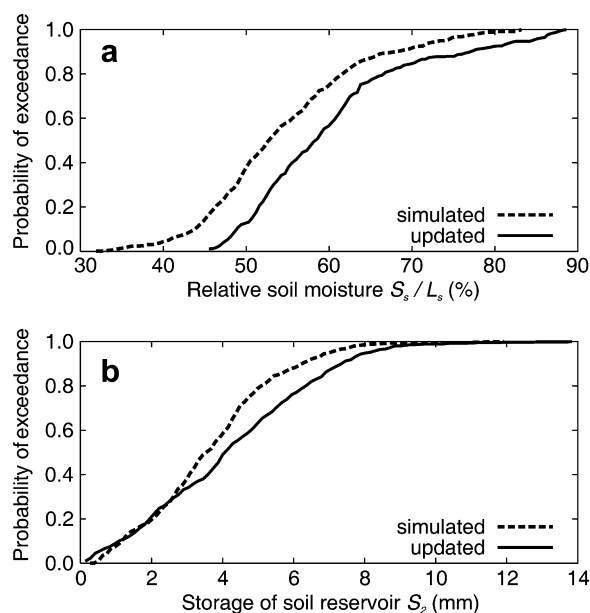 a
Probability of exceedance
1.0
0.8
0.6
0.4
0.2
0.0
simulated
updated
30 40 50 60 70 80 90
Relative soil moisture Ss / Ls (%)
b
Probability of exceedance
1.0
0.8
0.6
0.4
0.2
0.0
simulated
updated
0 2 4 6 8 10 12 14
Storage of soil reservoir S2 (mm)